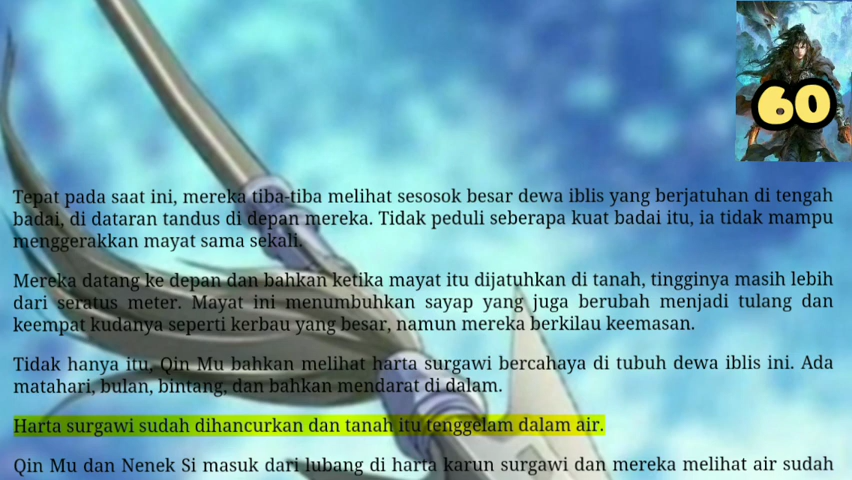 60
Tepat pada saat ini, mereka tiba-tiba melihat sesosok besar dewa iblis yang berjatuhan di tengah
badai, di dataran tandus di depan mereka. Tidak peduli seberapa kuat badai itu, ia tidak mampu
menggerakkan mayat sama sekali.
Mereka datang ke depan dan bahkan ketika mayat itu dijatuhkan di tanah, tingginya masih lebih
dari seratus meter. Mayat ini menumbuhkan sayap yang juga berubah menjadi tulang dan
keempat kudanya seperti kerbau yang besar, namun mereka berkilau keemasan.
Tidak hanya itu, Qin Mu bahkan melihat harta surgawi bercahaya di tubuh dewa iblis ini. Ada
matahari, bulan, bintang, dan bahkan mendarat di dalam.
Harta surgawi sudah dihancurkan dan tanah itu tenggelam dalam air.
Qin Mu dan Nenek Si masuk dari lubang di harta karun surgawi dan mereka melihat air sudah